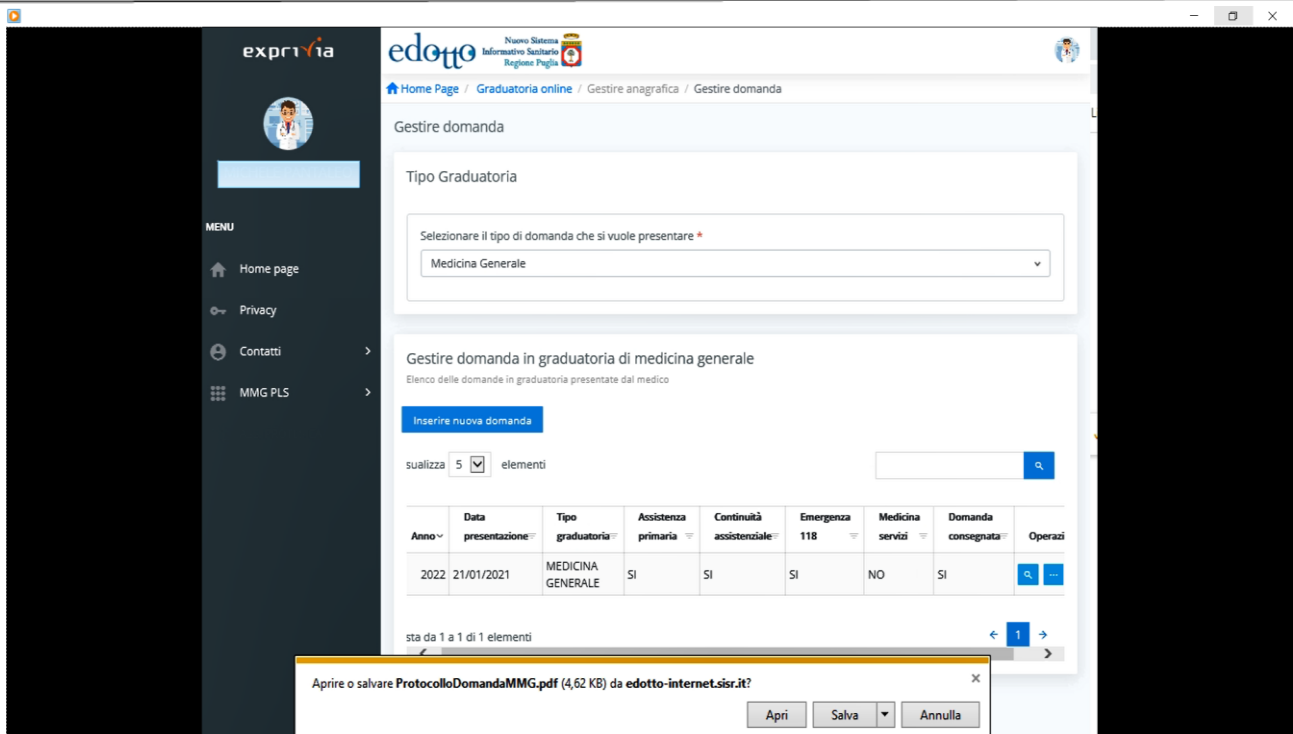 exprivia
edotto
Nuovo Sistema
Informativo Sanitario
Regione Puglia
Home Page / Graduatoria online / Gestire anagrafica / Gestire domanda
Gestire domanda
Tipo Graduatoria
MENU
Selezionare il tipo di domanda che si vuole presentare *
Medicina Generale
Home page
Privacy
Contatti
MMG PLS
Gestire domanda in graduatoria di medicina generale
Elenco delle domande in graduatoria presentate dal medico
Inserire nuova domanda
sualizza 5 elementi
Anno Data presentazione Tipo graduatoria Assistenza primaria Continuità assistenziale Emergenza 118 Medicina servizi Domanda consegnata Operazi
2022 21/01/2021 MEDICINA GENERALE SI SI SI NO SI
sta da 1 a 1 di 1 elementi
1
Aprire o salvare ProtocolloDomandaMMG.pdf (4,62 KB) da edotto-internet.sisr.it?
Apri Salva Annulla